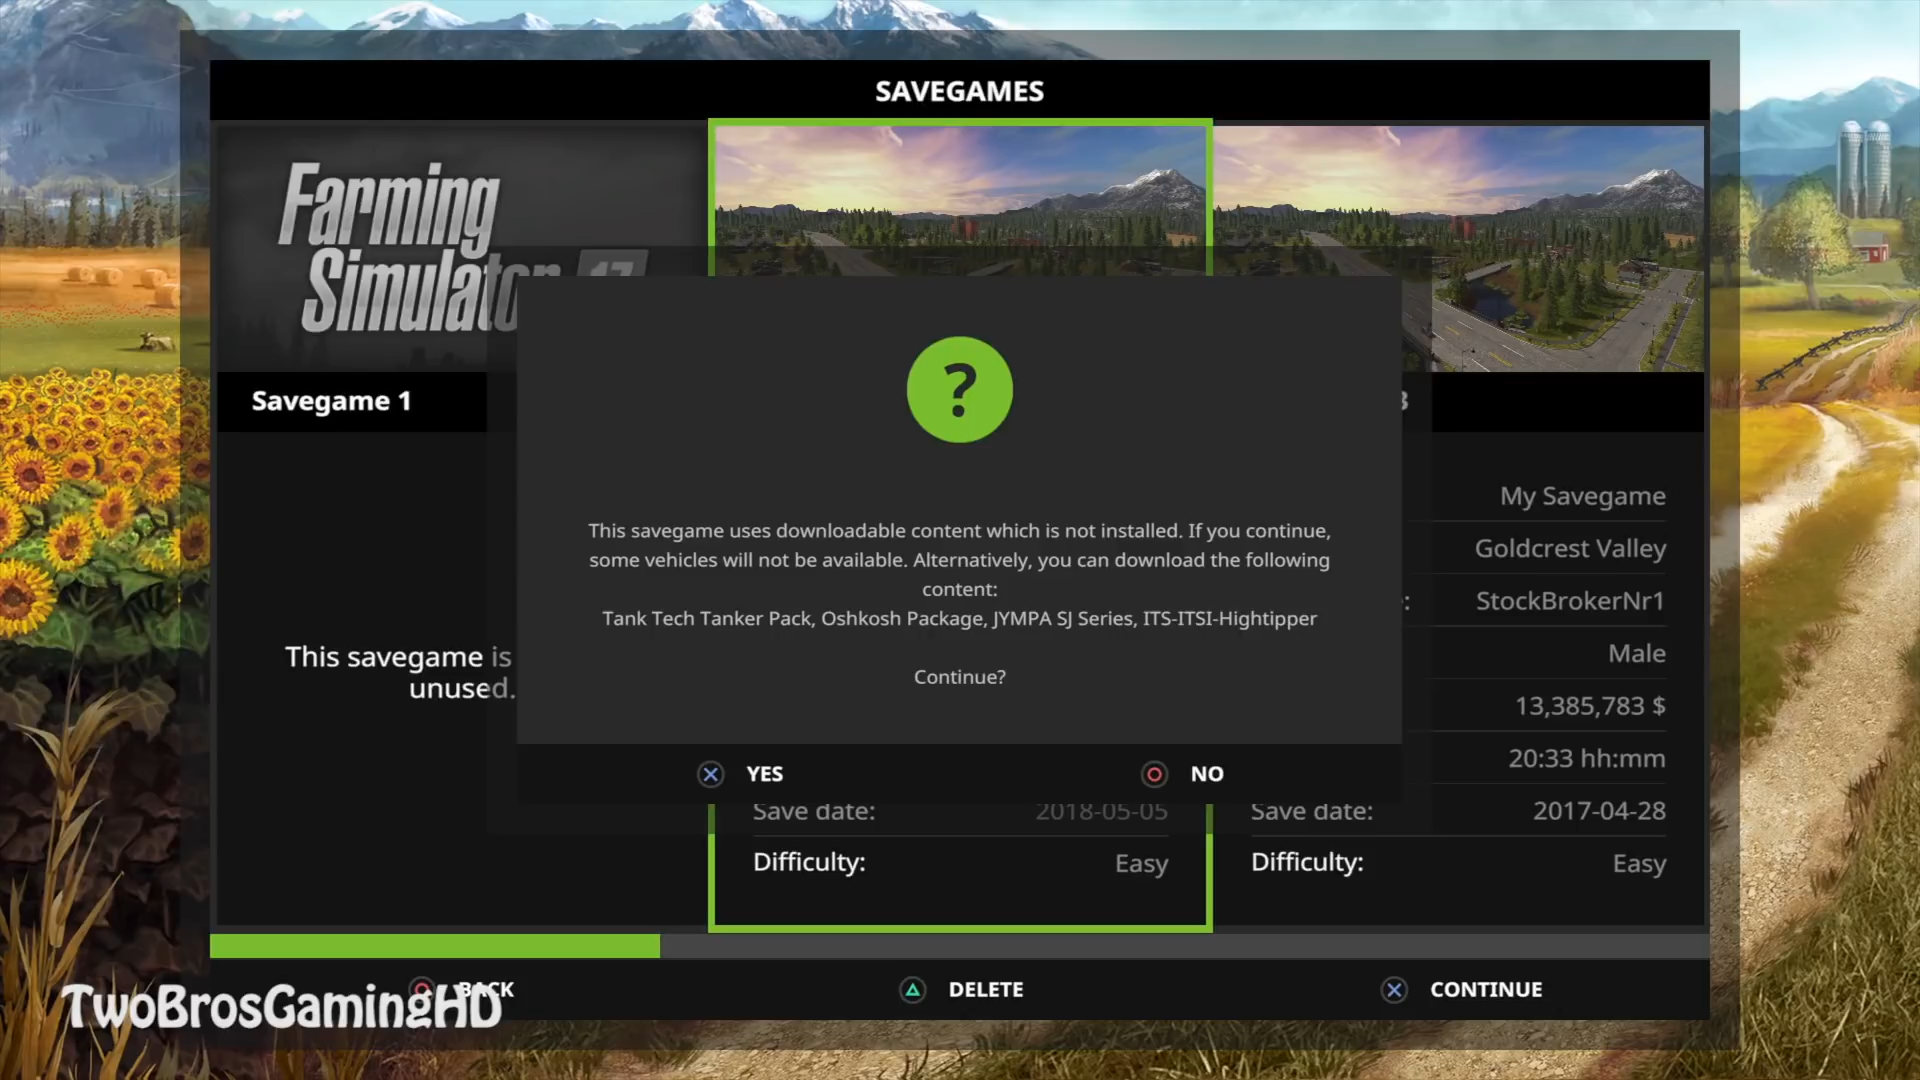 SAVEGAMES
Farming
Simulator 17
Savegame 1
This savegame is
unused.
This savegame uses downloadable content which is not installed. If you continue,
some vehicles will not be available. Alternatively, you can download the following
content:
Tank Tech Tanker Pack, Oshkosh Package, JYMPA SJ Series, ITS-ITSI-Hightipper
Continue?
YES
NO
Save date: 2018-05-05
Difficulty: Easy
3
My Savegame
Goldcrest Valley
: StockBrokerNr1
Male
13,385,783 $
20:33 hh:mm
Save date: 2017-04-28
Difficulty: Easy
BACK
DELETE
CONTINUE
TwoBrosGamingHD